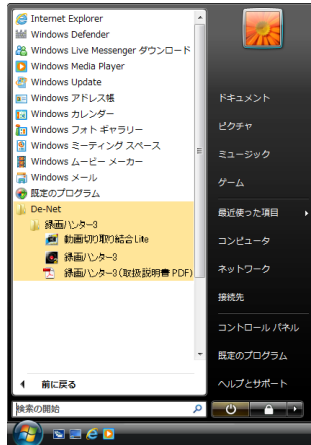 Internet Explorer
Windows Defender
Windows Live Messenger ダウンロード
Windows Media Player
Windows Update
Windows アドレス帳
Windows カレンダー
Windows フォト ギャラリー
Windows ミーティング スペース
Windows ムービー メーカー
Windows メール
既定のプログラム
De-Net
録画ハンター3
動画切り取り結合Lite
録画ハンター3
録画ハンター3(取扱説明書PDF)
前に戻る
検索の開始
ドキュメント
ピクチャ
ミュージック
ゲーム
最近使った項目
コンピュータ
ネットワーク
接続先
コントロール パネル
既定のプログラム
ヘルプとサポート